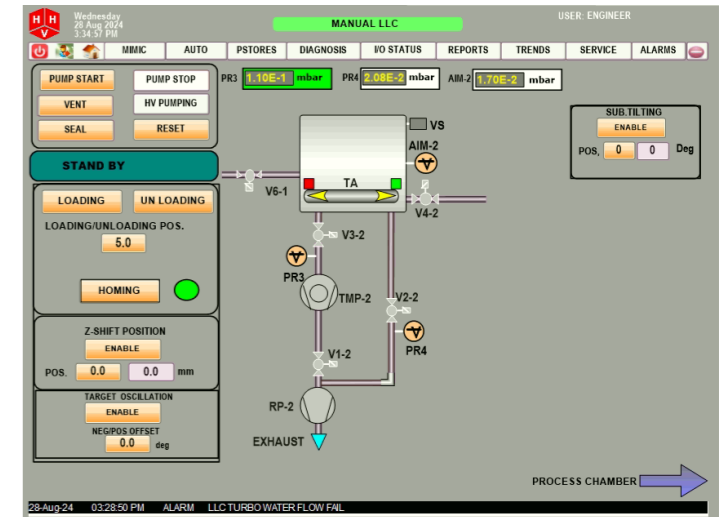 H H V
Wednesday
28 Aug 2024
3:34:57 PM
MANUAL LLC
USER: ENGINEER
MIMIC AUTO PSTORES DIAGNOSIS I/O STATUS REPORTS TRENDS SERVICE ALARMS
PUMP START PUMP STOP
VENT HV PUMPING
SEAL RESET
PR3 1.10E-1 mbar PR4 2.08E-2 mbar AIM-2 1.70E-2 mbar
STAND BY
LOADING UN LOADING
LOADING/UNLOADING POS.
5.0
HOMING
Z-SHIFT POSITION
ENABLE
POS. 0.0 0.0 mm
TARGET OSCILLATION
ENABLE
NEG/POS OFFSET
0.0 deg
VS
AIM-2
TA
V6-1
V4-2
V3-2
PR3
TMP-2
V2-2
PR4
V1-2
RP-2
EXHAUST
SUB.TILTING
ENABLE
POS, 0 0 Deg
PROCESS CHAMBER
28-Aug-24 03:28:50 PM ALARM LLC TURBO WATER FLOW FAIL